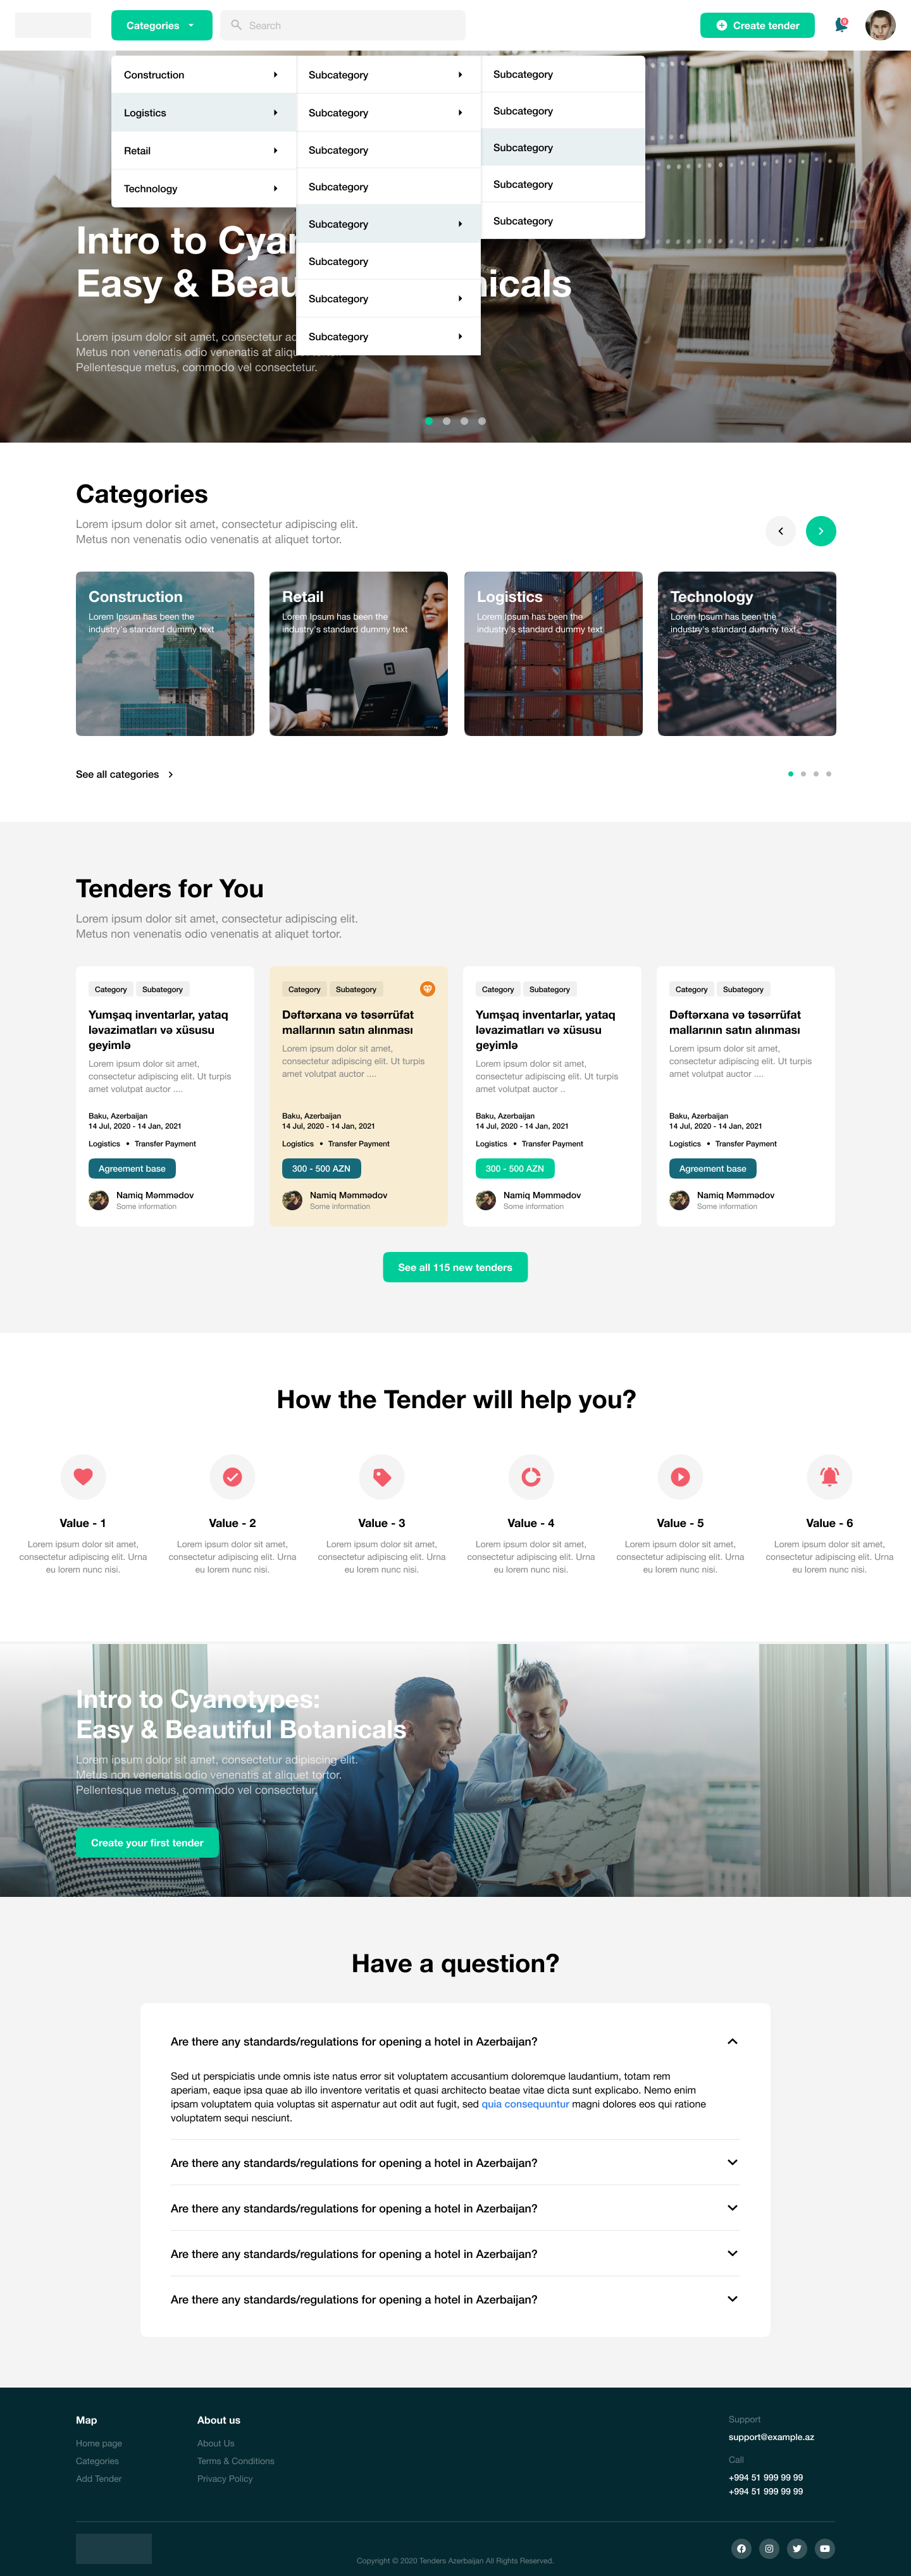 Categories
Search
Create tender
Construction
Logistics
Retail
Technology
Subcategory
Subcategory
Subcategory
Subcategory
Subcategory
Subcategory
Subcategory
Subcategory
Subcategory
Subcategory
Subcategory
Subcategory
Subcategory
Intro to Cyan
Easy & Beau nicals
Lorem ipsum dolor sit amet, consectetur
Metus non venenatis odio venenatis at
Pellentesque metus, commodo vel consectetur.
Categories
Lorem ipsum dolor sit amet, consectetur adipiscing elit.
Metus non venenatis odio venenatis at aliquet tortor.
Construction
Lorem Ipsum has been the
industry's standard dummy text
Retail
Lorem Ipsum has been the
industry's standard dummy text
Logistics
Lorem Ipsum has been the
industry's standard dummy text
Technology
Lorem Ipsum has been the
industry's standard dummy text
See all categories
Tenders for You
Lorem ipsum dolor sit amet, consectetur adipiscing elit.
Metus non venenatis odio venenatis at aliquet tortor.
Category Subategory
Yumşaq inventarlar, yataq
ləvazimatları və xüsusu
geyimlə
Lorem ipsum dolor sit amet,
consectetur adipiscing elit. Ut turpis
amet volutpat auctor ....
Baku, Azerbaijan
14 Jul, 2020 - 14 Jan, 2021
Logistics • Transfer Payment
Agreement base
Namiq Məmmədov
Some information
Category Subategory
Dəftərxana və təsərrüfat
mallarının satın alınması
Lorem ipsum dolor sit amet,
consectetur adipiscing elit. Ut turpis
amet volutpat auctor ....
Baku, Azerbaijan
14 Jul, 2020 - 14 Jan, 2021
Logistics • Transfer Payment
300 - 500 AZN
Namiq Məmmədov
Some information
Category Subategory
Yumşaq inventarlar, yataq
ləvazimatları və xüsusu
geyimlə
Lorem ipsum dolor sit amet,
consectetur adipiscing elit. Ut turpis
amet volutpat auctor ..
Baku, Azerbaijan
14 Jul, 2020 - 14 Jan, 2021
Logistics • Transfer Payment
300 - 500 AZN
Namiq Məmmədov
Some information
Category Subategory
Dəftərxana və təsərrüfat
mallarının satın alınması
Lorem ipsum dolor sit amet,
consectetur adipiscing elit. Ut turpis
amet volutpat auctor ....
Baku, Azerbaijan
14 Jul, 2020 - 14 Jan, 2021
Logistics • Transfer Payment
Agreement base
Namiq Məmmədov
Some information
See all 115 new tenders
How the Tender will help you?
Value - 1
Lorem ipsum dolor sit amet,
consectetur adipiscing elit. Urna
eu lorem nunc nisi.
Value - 2
Lorem ipsum dolor sit amet,
consectetur adipiscing elit. Urna
eu lorem nunc nisi.
Value - 3
Lorem ipsum dolor sit amet,
consectetur adipiscing elit. Urna
eu lorem nunc nisi.
Value - 4
Lorem ipsum dolor sit amet,
consectetur adipiscing elit. Urna
eu lorem nunc nisi.
Value - 5
Lorem ipsum dolor sit amet,
consectetur adipiscing elit. Urna
eu lorem nunc nisi.
Value - 6
Lorem ipsum dolor sit amet,
consectetur adipiscing elit. Urna
eu lorem nunc nisi.
Intro to Cyanotypes:
Easy & Beautiful Botanicals
Lorem ipsum dolor sit amet, consectetur adipiscing elit.
Metus non venenatis odio venenatis at aliquet tortor.
Pellentesque metus, commodo vel consectetur.
Create your first tender
Have a question?
Are there any standards/regulations for opening a hotel in Azerbaijan?
Sed ut perspiciatis unde omnis iste natus error sit voluptatem accusantium doloremque laudantium, totam rem
aperiam, eaque ipsa quae ab illo inventore veritatis et quasi architecto beatae vitae dicta sunt explicabo. Nemo enim
ipsam voluptatem quia voluptas sit aspernatur aut odit aut fugit, sed quia consequuntur magni dolores eos qui ratione
voluptatem sequi nesciunt.
Are there any standards/regulations for opening a hotel in Azerbaijan?
Are there any standards/regulations for opening a hotel in Azerbaijan?
Are there any standards/regulations for opening a hotel in Azerbaijan?
Are there any standards/regulations for opening a hotel in Azerbaijan?
Map
Home page
Categories
Add Tender
About us
About Us
Terms & Conditions
Privacy Policy
Support
support@example.az
Call
+994 51 999 99 99
+994 51 999 99 99
Copyright © 2020 Tenders Azerbaijan All Rights Reserved.